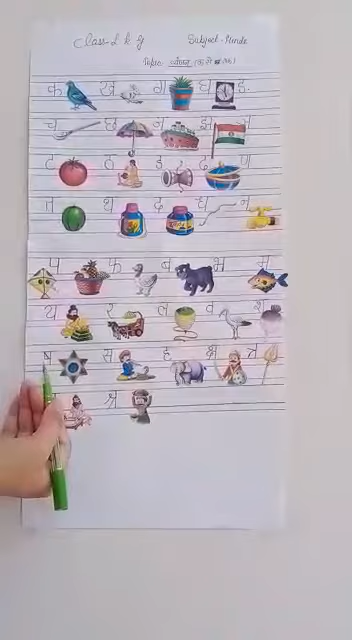 Class - L.k.g Subject - Hindi
Topic: व्यंजन
क ख ग घ ङ
च छ ज झ ञ
ट ठ ड ढ ण
त थ द ध न
प फ ब भ म
य र ल व श
ष स ह क्ष त्र
श्र